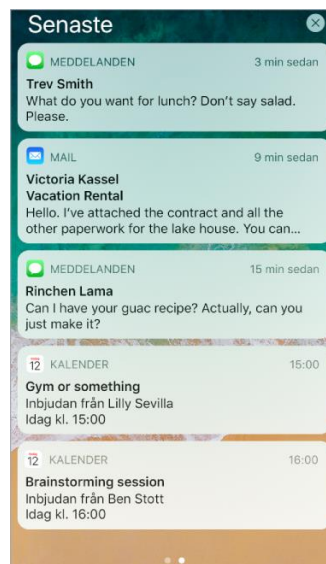 Senaste
MEDDELANDEN 3 min sedan
Trev Smith
What do you want for lunch? Don't say salad.
Please.
MAIL 9 min sedan
Victoria Kassel
Vacation Rental
Hello. I've attached the contract and all the
other paperwork for the lake house. You can...
MEDDELANDEN 15 min sedan
Rinchen Lama
Can I have your guac recipe? Actually, can you
just make it?
12 KALENDER 15:00
Gym or something
Inbjudan från Lilly Sevilla
Idag kl. 15:00
12 KALENDER 16:00
Brainstorming session
Inbjudan från Ben Stott
Idag kl. 16:00